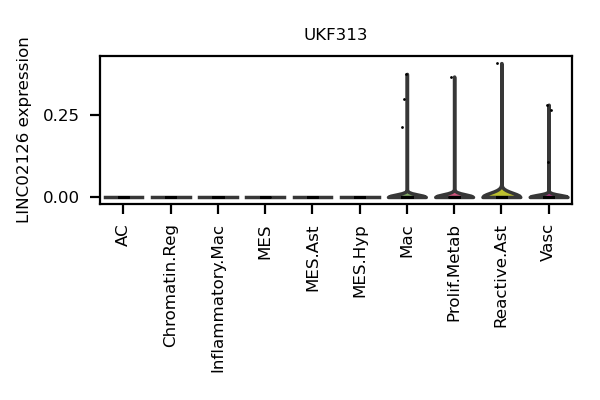 UKF313
LINC02126 expression
0.25
0.00
AC
Chromatin.Reg
Inflammatory.Mac
MES
MES.Ast
MES.Hyp
Mac
Prolif.Metab
Reactive.Ast
Vasc